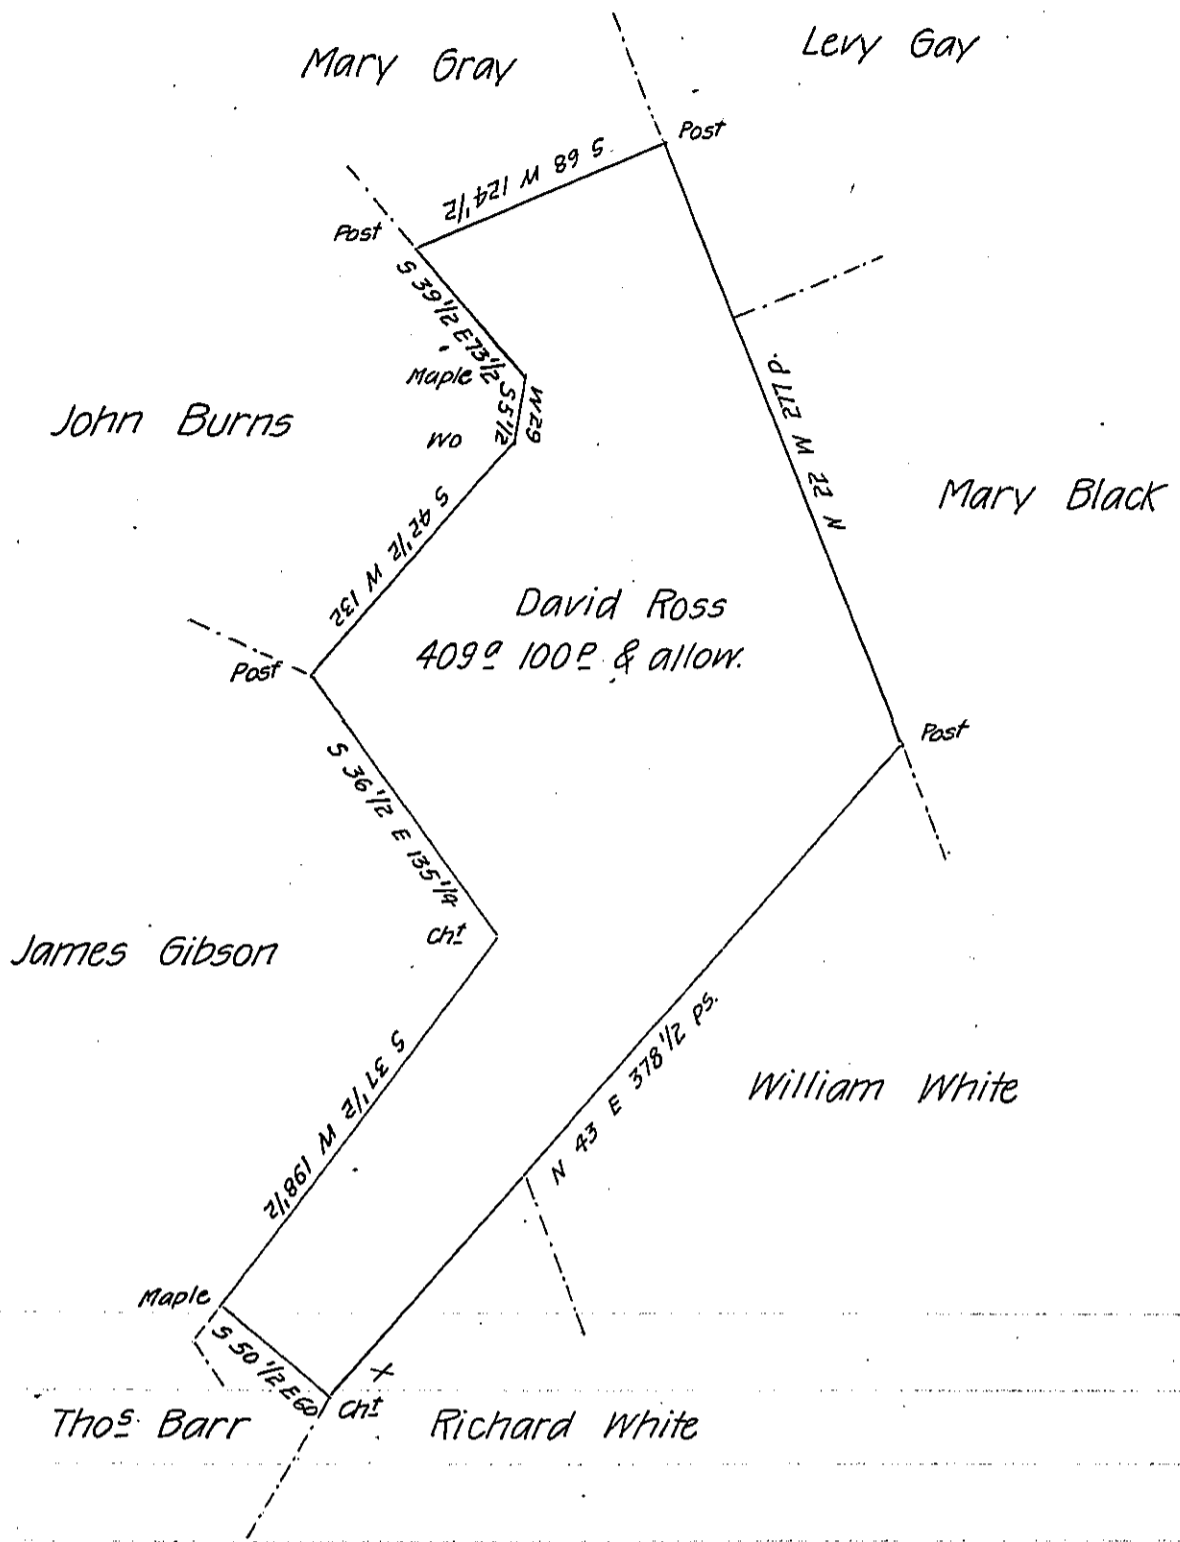 Mary Gray
Levy Gay
Post
S 68 W 124 1/2
Post
S 39 1/2 E 73 1/2
Maple
S 5 1/2
W 29
John Burns
WO
N 22 W 277 P.
Mary Black
S 42 1/2 W 132
David Ross
409a 100P & allow.
Post
Post
S 36 1/2 E 135 1/4
Cht
James Gibson
N 43 E 378 1/2 ps.
S 37 1/2 W 198 1/2
William White
Maple
S 50 1/2 E 60
X
Cht
Thos. Barr
Richard White